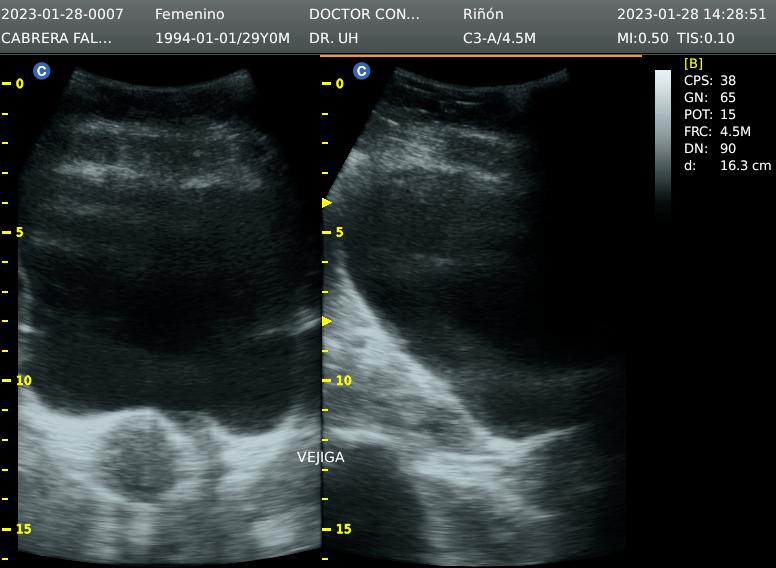 2023-01-28-0007 Femenino DOCTOR CON... Riñón 2023-01-28 14:28:51
CABRERA FAL... 1994-01-01/29Y0M DR. UH C3-A/4.5M MI:0.50 TIS:0.10
C
C
[B]
CPS: 38
GN: 65
POT: 15
FRC: 4.5M
DN: 90
d: 16.3 cm
0
5
10
15
0
5
10
15
VEJIGA